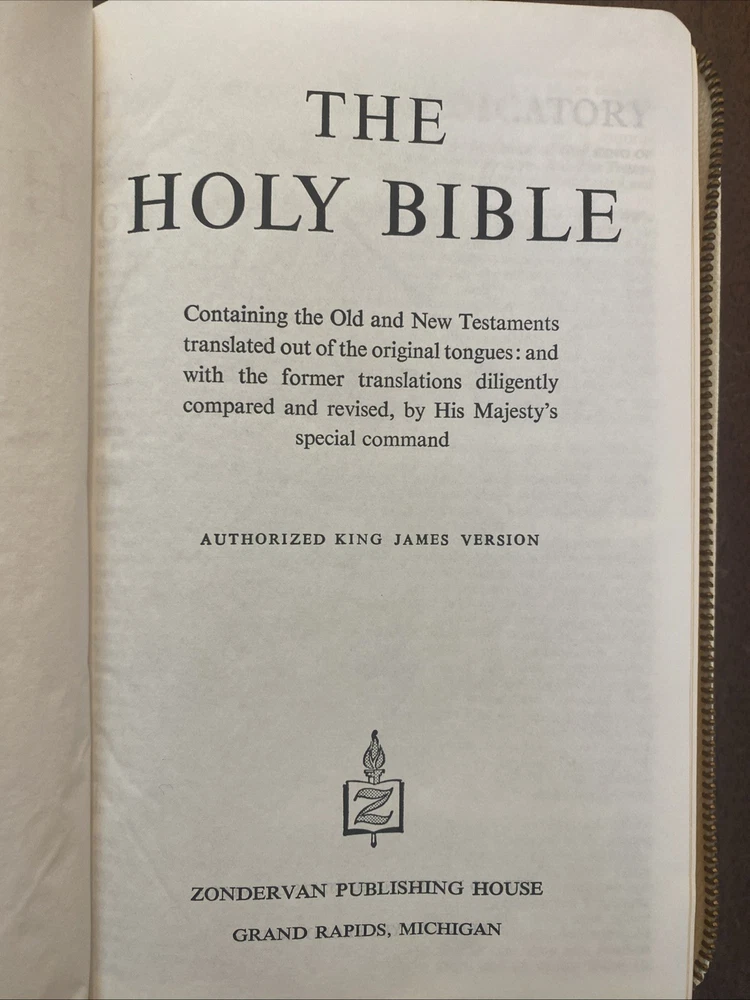 THE
HOLY BIBLE
Containing the Old and New Testaments
translated out of the original tongues: and
with the former translations diligently
compared and revised, by His Majesty's
special command
AUTHORIZED KING JAMES VERSION
Z
ZONDERVAN PUBLISHING HOUSE
GRAND RAPIDS, MICHIGAN